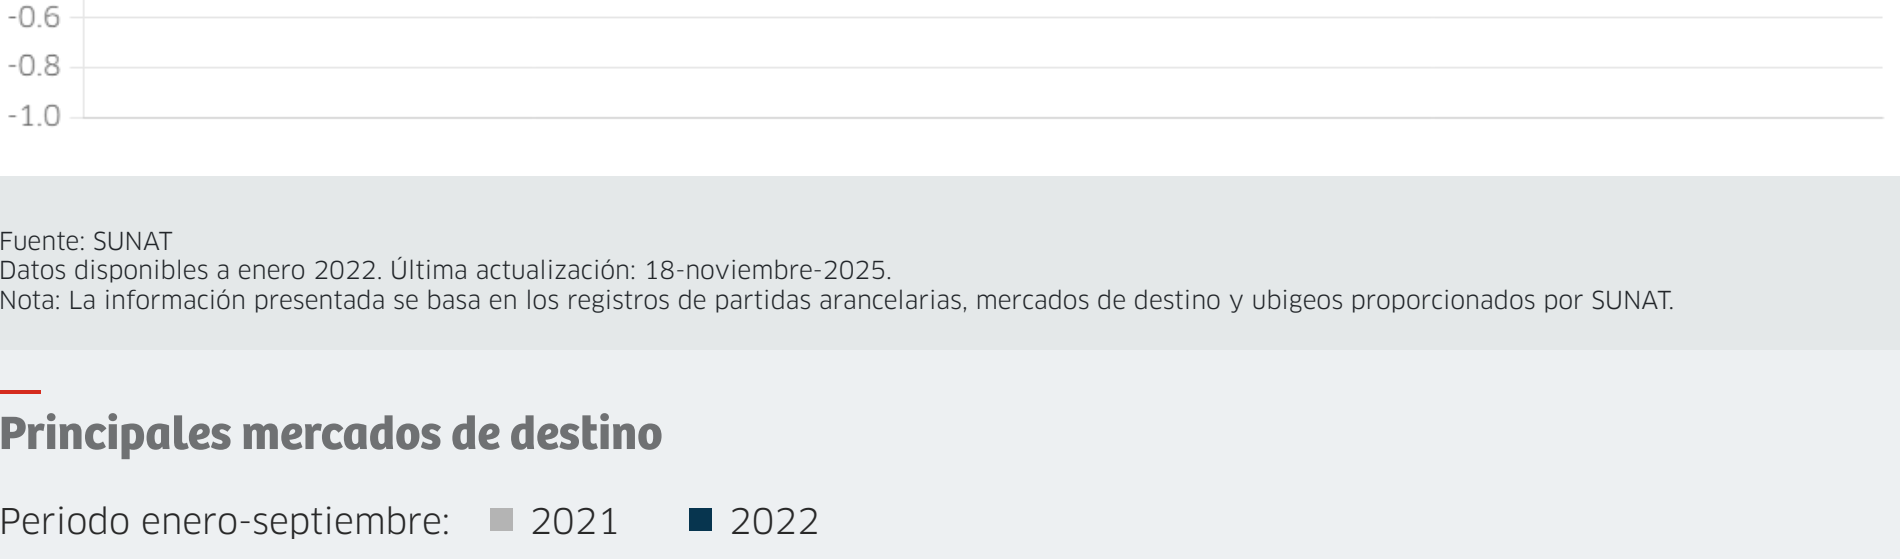 -0.6
-0.8
-1.0
Fuente: SUNAT
Datos disponibles a enero 2022. Última actualización: 18-noviembre-2025.
Nota: La información presentada se basa en los registros de partidas arancelarias, mercados de destino y ubigeos proporcionados por SUNAT.
Principales mercados de destino
Periodo enero-septiembre: 2021 2022